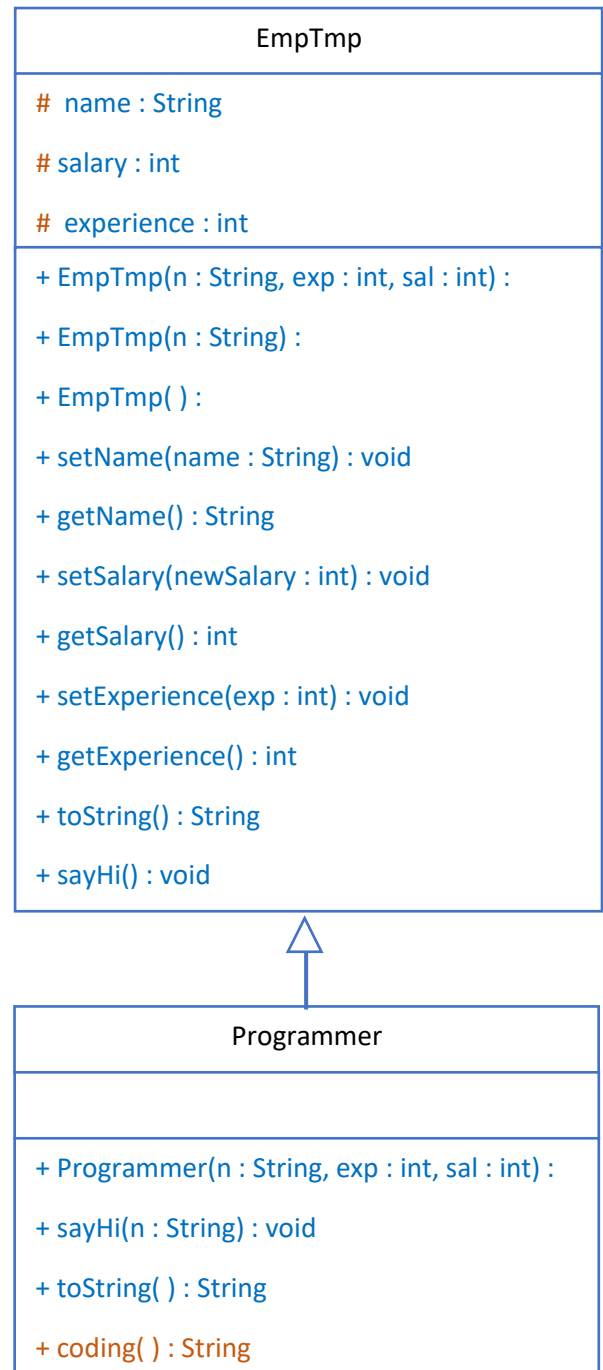 EmpTmp
# name : String
# salary : int
# experience : int
+ EmpTmp(n : String, exp : int, sal : int) :
+ EmpTmp(n : String) :
+ EmpTmp( ) :
+ setName(name : String) : void
+ getName() : String
+ setSalary(newSalary : int) : void
+ getSalary() : int
+ setExperience(exp : int) : void
+ getExperience() : int
+ toString() : String
+ sayHi() : void
Programmer
+ Programmer(n : String, exp : int, sal : int) :
+ sayHi(n : String) : void
+ toString( ) : String
+ coding( ) : String